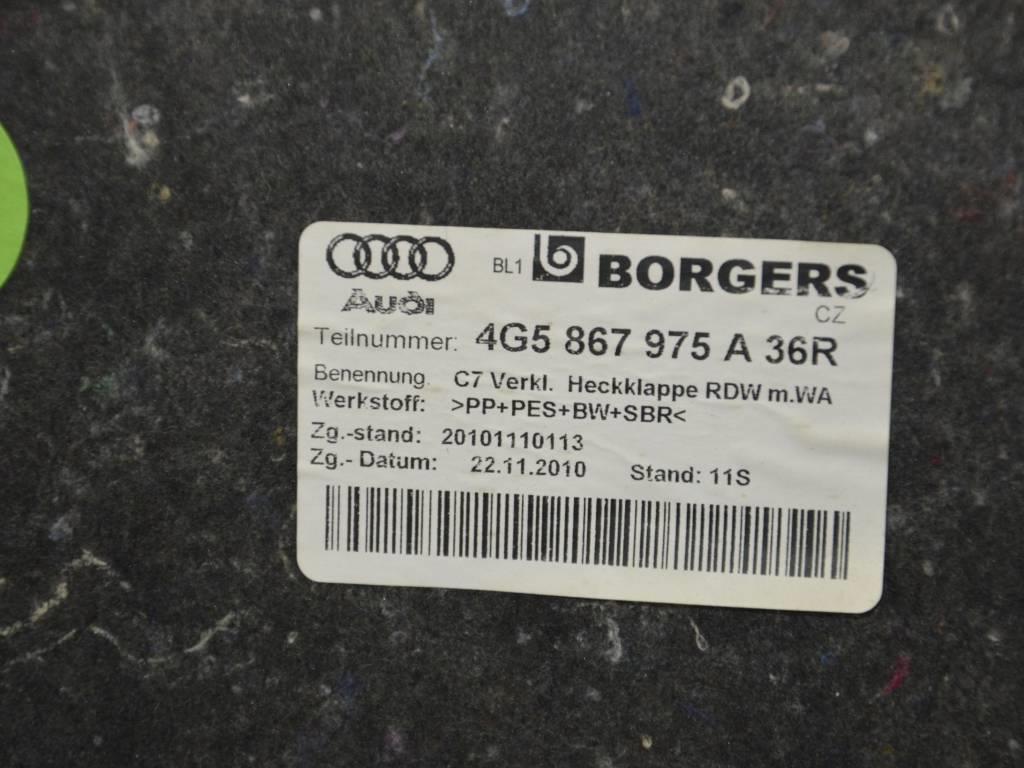 Audi
BL1 BORGERS
CZ
Teilnummer: 4G5 867 975 A 36R
Benennung. C7 Verkl. Heckklappe RDW m.WA
Werkstoff: >PP+PES+BW+SBR<
Zg.-stand: 20101110113
Zg.- Datum: 22.11.2010 Stand: 11S